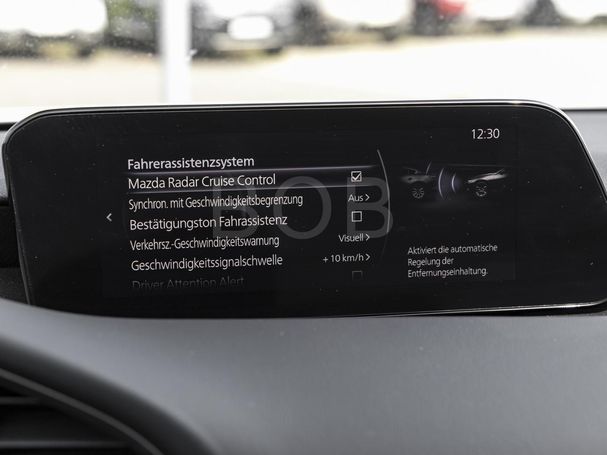 12:30
Fahrerassistenzsystem
Mazda Radar Cruise Control
Synchron. mit Geschwindigkeitsbegrenzung Aus
Bestätigungston Fahrassistenz
Verkehrsz.-Geschwindigkeitswarnung Visuell
Geschwindigkeitssignalschwelle +10 km/h
Driver Attention Alert
Aktiviert die automatische
Regelung der
Entfernungseinhaltung.
BOB